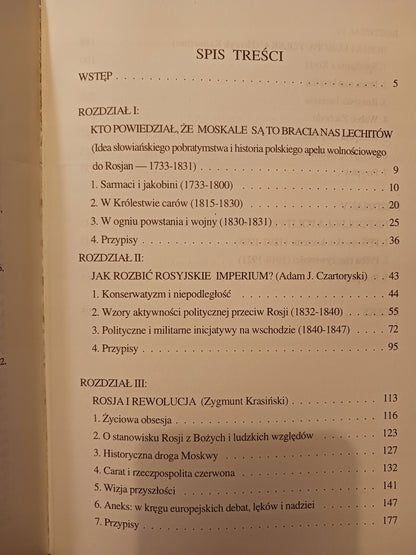 SPIS TREŚCI
WSTĘP . . . . . . . . . . . . . . . . . . . . . . . . . . . . 5
ROZDZIAŁ I:
KTO POWIEDZIAŁ, ŻE MOSKALE SĄ TO BRACIA NAS LECHITÓW
(Idea słowiańskiego pobratymstwa i historia polskiego apelu wolnościowego
do Rosjan — 1733-1831) . . . . . . . . . . . . . . . . . . . . 9
1. Sarmaci i jakobini (1733-1800) . . . . . . . . . . . . . . . . 10
2. W Królestwie carów (1815-1830) . . . . . . . . . . . . . . . 20
3. W ogniu powstania i wojny (1830-1831) . . . . . . . . . . . . 25
4. Przypisy . . . . . . . . . . . . . . . . . . . . . . . . . . 36
ROZDZIAŁ II:
JAK ROZBIĆ ROSYJSKIE IMPERIUM? (Adam J. Czartoryski) . . 43
1. Konserwatyzm i niepodległość . . . . . . . . . . . . . . . . 44
2. Wzory aktywności politycznej przeciw Rosji (1832-1840) . . . . 55
3. Polityczne i militarne inicjatywy na wschodzie (1840-1847) . . . 72
4. Przypisy . . . . . . . . . . . . . . . . . . . . . . . . . . 95
ROZDZIAŁ III:
ROSJA I REWOLUCJA (Zygmunt Krasiński) . . . . . . . . . . . 113
1. Życiowa obsesja . . . . . . . . . . . . . . . . . . . . . . 116
2. O stanowisku Rosji z Bożych i ludzkich względów . . . . . . . 123
3. Historyczna droga Moskwy . . . . . . . . . . . . . . . . . . 127
4. Carat i rzeczpospolita czerwona . . . . . . . . . . . . . . . 132
5. Wizja przyszłości . . . . . . . . . . . . . . . . . . . . . . 141
6. Aneks: w kręgu europejskich debat, lęków i nadziei . . . . . . . 147
7. Przypisy . . . . . . . . . . . . . . . . . . . . . . . . . . 177